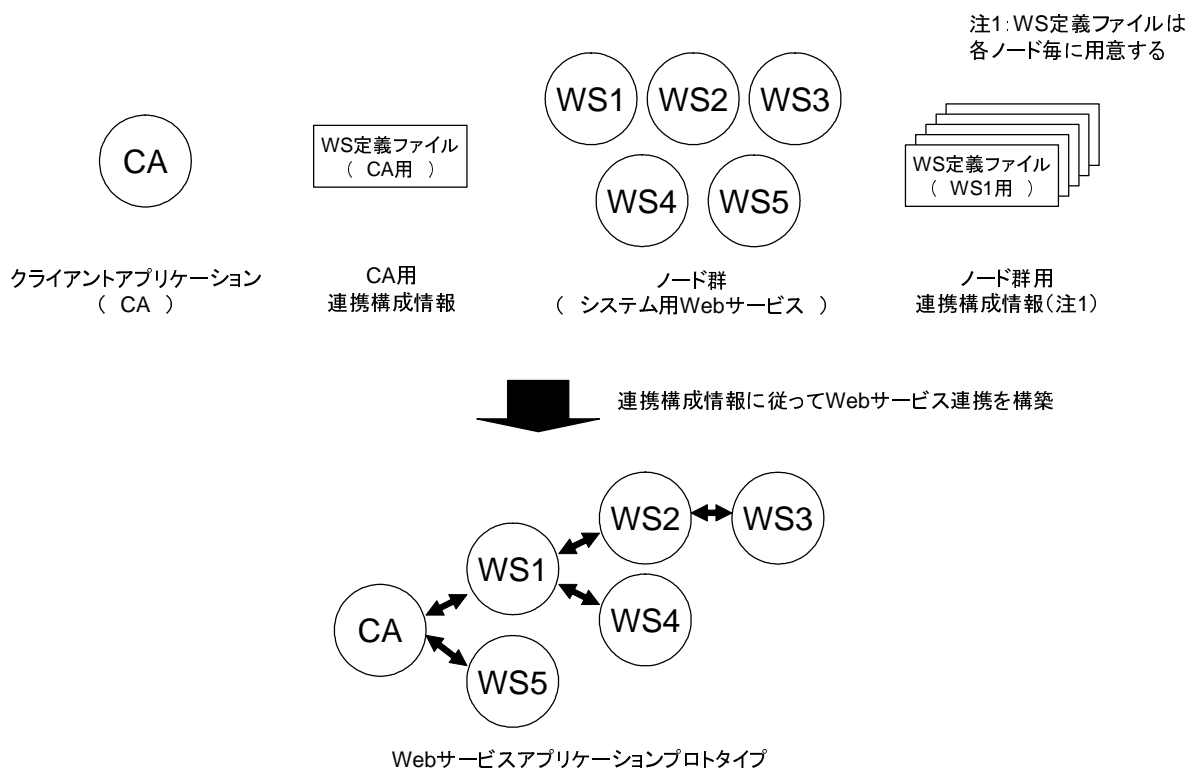 注1:WS定義ファイルは
各ノード毎に用意する
CA
WS定義ファイル
( CA用 )
WS1
WS2
WS3
WS4
WS5
WS定義ファイル
( WS1用 )
クライアントアプリケーション
( CA )
CA用
連携構成情報
ノード群
( システム用Webサービス )
ノード群用
連携構成情報(注1)
連携構成情報に従ってWebサービス連携を構築
WS2
WS3
WS1
WS4
CA
WS5
Webサービスアプリケーションプロトタイプ